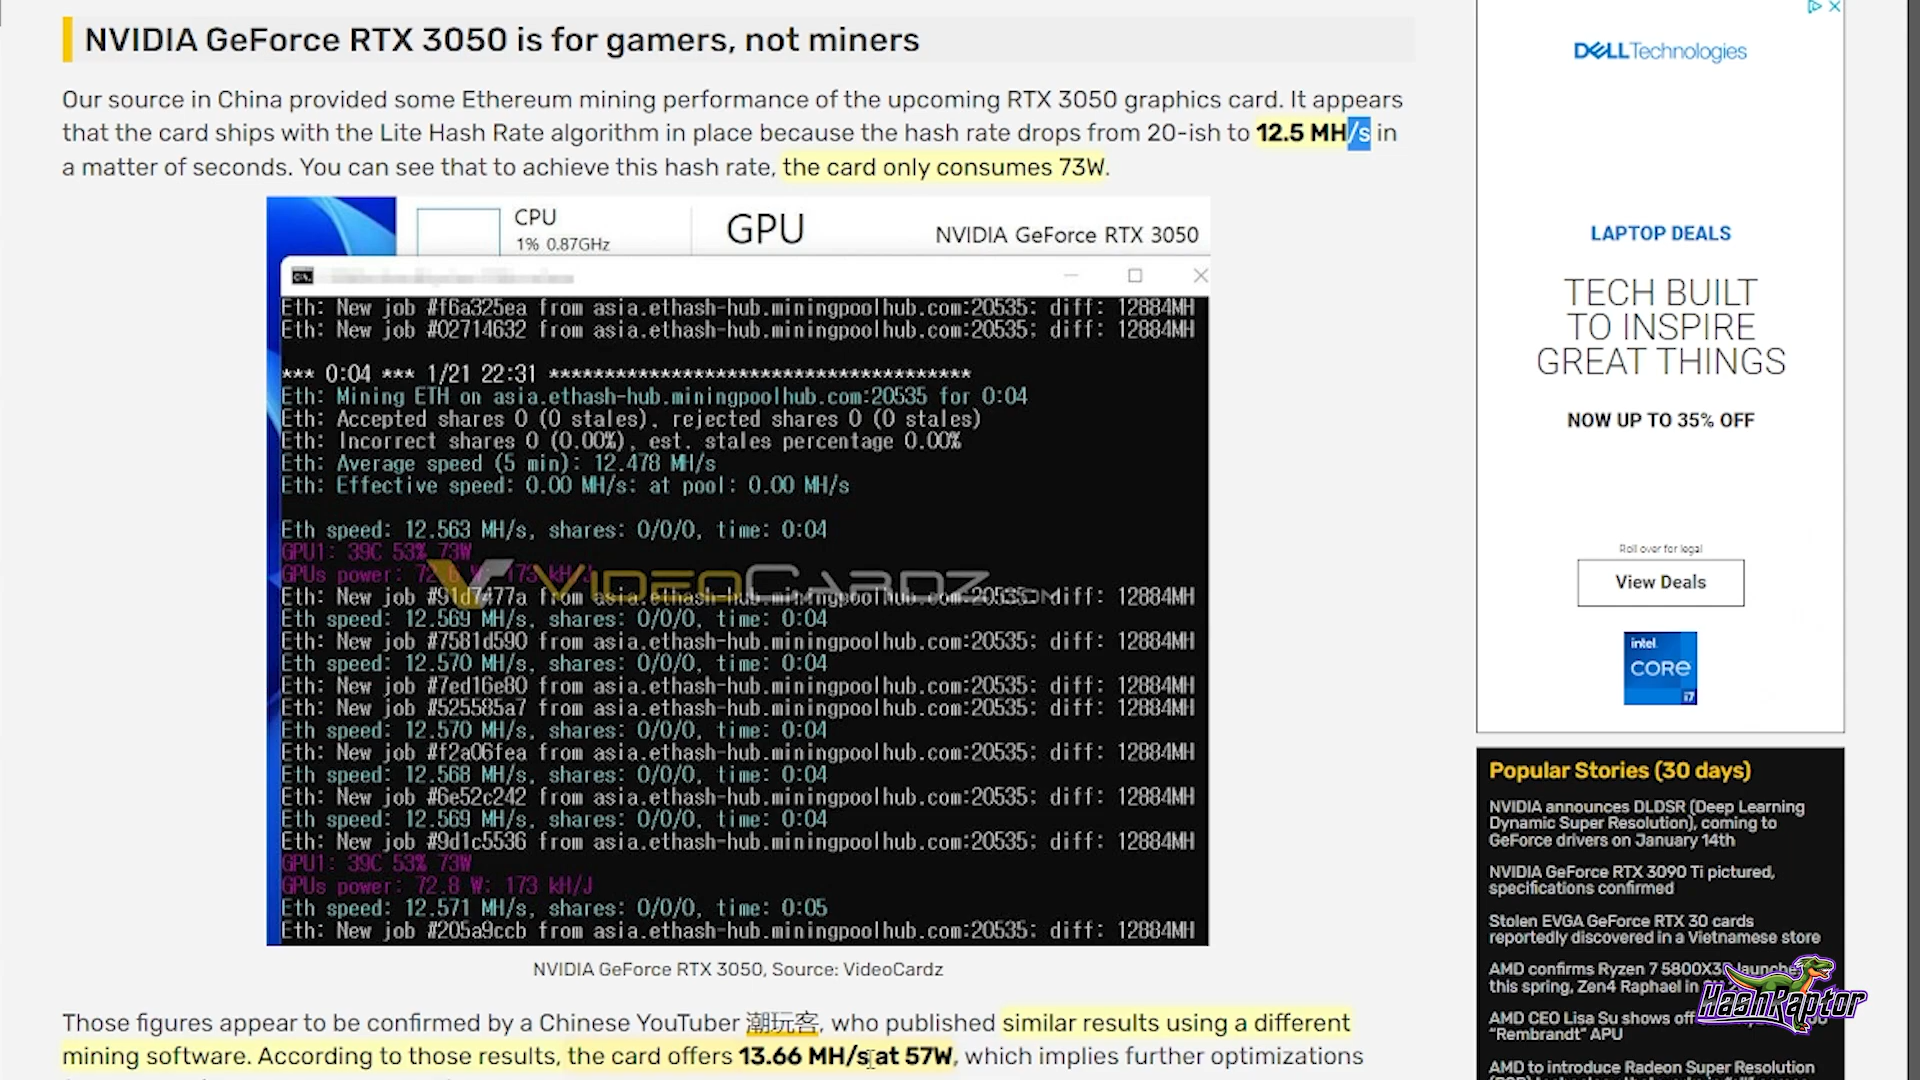 NVIDIA GeForce RTX 3050 is for gamers, not miners
Our source in China provided some Ethereum mining performance of the upcoming RTX 3050 graphics card. It appears
that the card ships with the Lite Hash Rate algorithm in place because the hash rate drops from 20-ish to 12.5 MH/s in
a matter of seconds. You can see that to achieve this hash rate, the card only consumes 73W.
CPU
1% 0.87GHz
GPU
NVIDIA GeForce RTX 3050
Eth: New job #f6a325ea from asia.ethash-hub.miningpoolhub.com:20535; diff: 12884MH
Eth: New job #02714632 from asia.ethash-hub.miningpoolhub.com:20535; diff: 12884MH
*** 0:04 *** 1/21 22:31 **************************************
Eth: Mining ETH on asia.ethash-hub.miningpoolhub.com:20535 for 0:04
Eth: Accepted shares 0 (0 stales), rejected shares 0 (0 stales)
Eth: Incorrect shares 0 (0.00%), est. stales percentage 0.00%
Eth: Average speed (5 min): 12.478 MH/s
Eth: Effective speed: 0.00 MH/s; at pool: 0.00 MH/s
Eth speed: 12.563 MH/s, shares: 0/0/0, time: 0:04
GPU1: 39C 53% 73W
GPUs power: 72.6 W; 173 kH/J
VIDEOCARDZ.COM
Eth: New job #91d7477a from asia.ethash-hub.miningpoolhub.com:20535; diff: 12884MH
Eth speed: 12.569 MH/s, shares: 0/0/0, time: 0:04
Eth: New job #7581d590 from asia.ethash-hub.miningpoolhub.com:20535; diff: 12884MH
Eth speed: 12.570 MH/s, shares: 0/0/0, time: 0:04
Eth: New job #7ed16e80 from asia.ethash-hub.miningpoolhub.com:20535; diff: 12884MH
Eth: New job #525585a7 from asia.ethash-hub.miningpoolhub.com:20535; diff: 12884MH
Eth speed: 12.570 MH/s, shares: 0/0/0, time: 0:04
Eth: New job #f2a06fea from asia.ethash-hub.miningpoolhub.com:20535; diff: 12884MH
Eth speed: 12.568 MH/s, shares: 0/0/0, time: 0:04
Eth: New job #6e52c242 from asia.ethash-hub.miningpoolhub.com:20535; diff: 12884MH
Eth speed: 12.569 MH/s, shares: 0/0/0, time: 0:04
Eth: New job #9d1c5536 from asia.ethash-hub.miningpoolhub.com:20535; diff: 12884MH
GPU1: 39C 53% 73W
GPUs power: 72.8 W; 173 kH/J
Eth speed: 12.571 MH/s, shares: 0/0/0, time: 0:05
Eth: New job #205a9ccb from asia.ethash-hub.miningpoolhub.com:20535; diff: 12884MH
NVIDIA GeForce RTX 3050, Source: VideoCardz
Those figures appear to be confirmed by a Chinese YouTuber 潮玩客, who published similar results using a different
mining software. According to those results, the card offers 13.66 MH/s at 57W, which implies further optimizations
DELLTechnologies
LAPTOP DEALS
TECH BUILT
TO INSPIRE
GREAT THINGS
NOW UP TO 35% OFF
Roll over for legal
View Deals
intel
CORE
i7
Popular Stories (30 days)
NVIDIA announces DLDSR (Deep Learning
Dynamic Super Resolution), coming to
GeForce drivers on January 14th
NVIDIA GeForce RTX 3090 Ti pictured,
specifications confirmed
Stolen EVGA GeForce RTX 30 cards
reportedly discovered in a Vietnamese store
AMD confirms Ryzen 7 5800X3D launches
this spring, Zen4 Raphael in
AMD CEO Lisa Su shows off
"Rembrandt" APU
AMD to introduce Radeon Super Resolution
HashRaptor